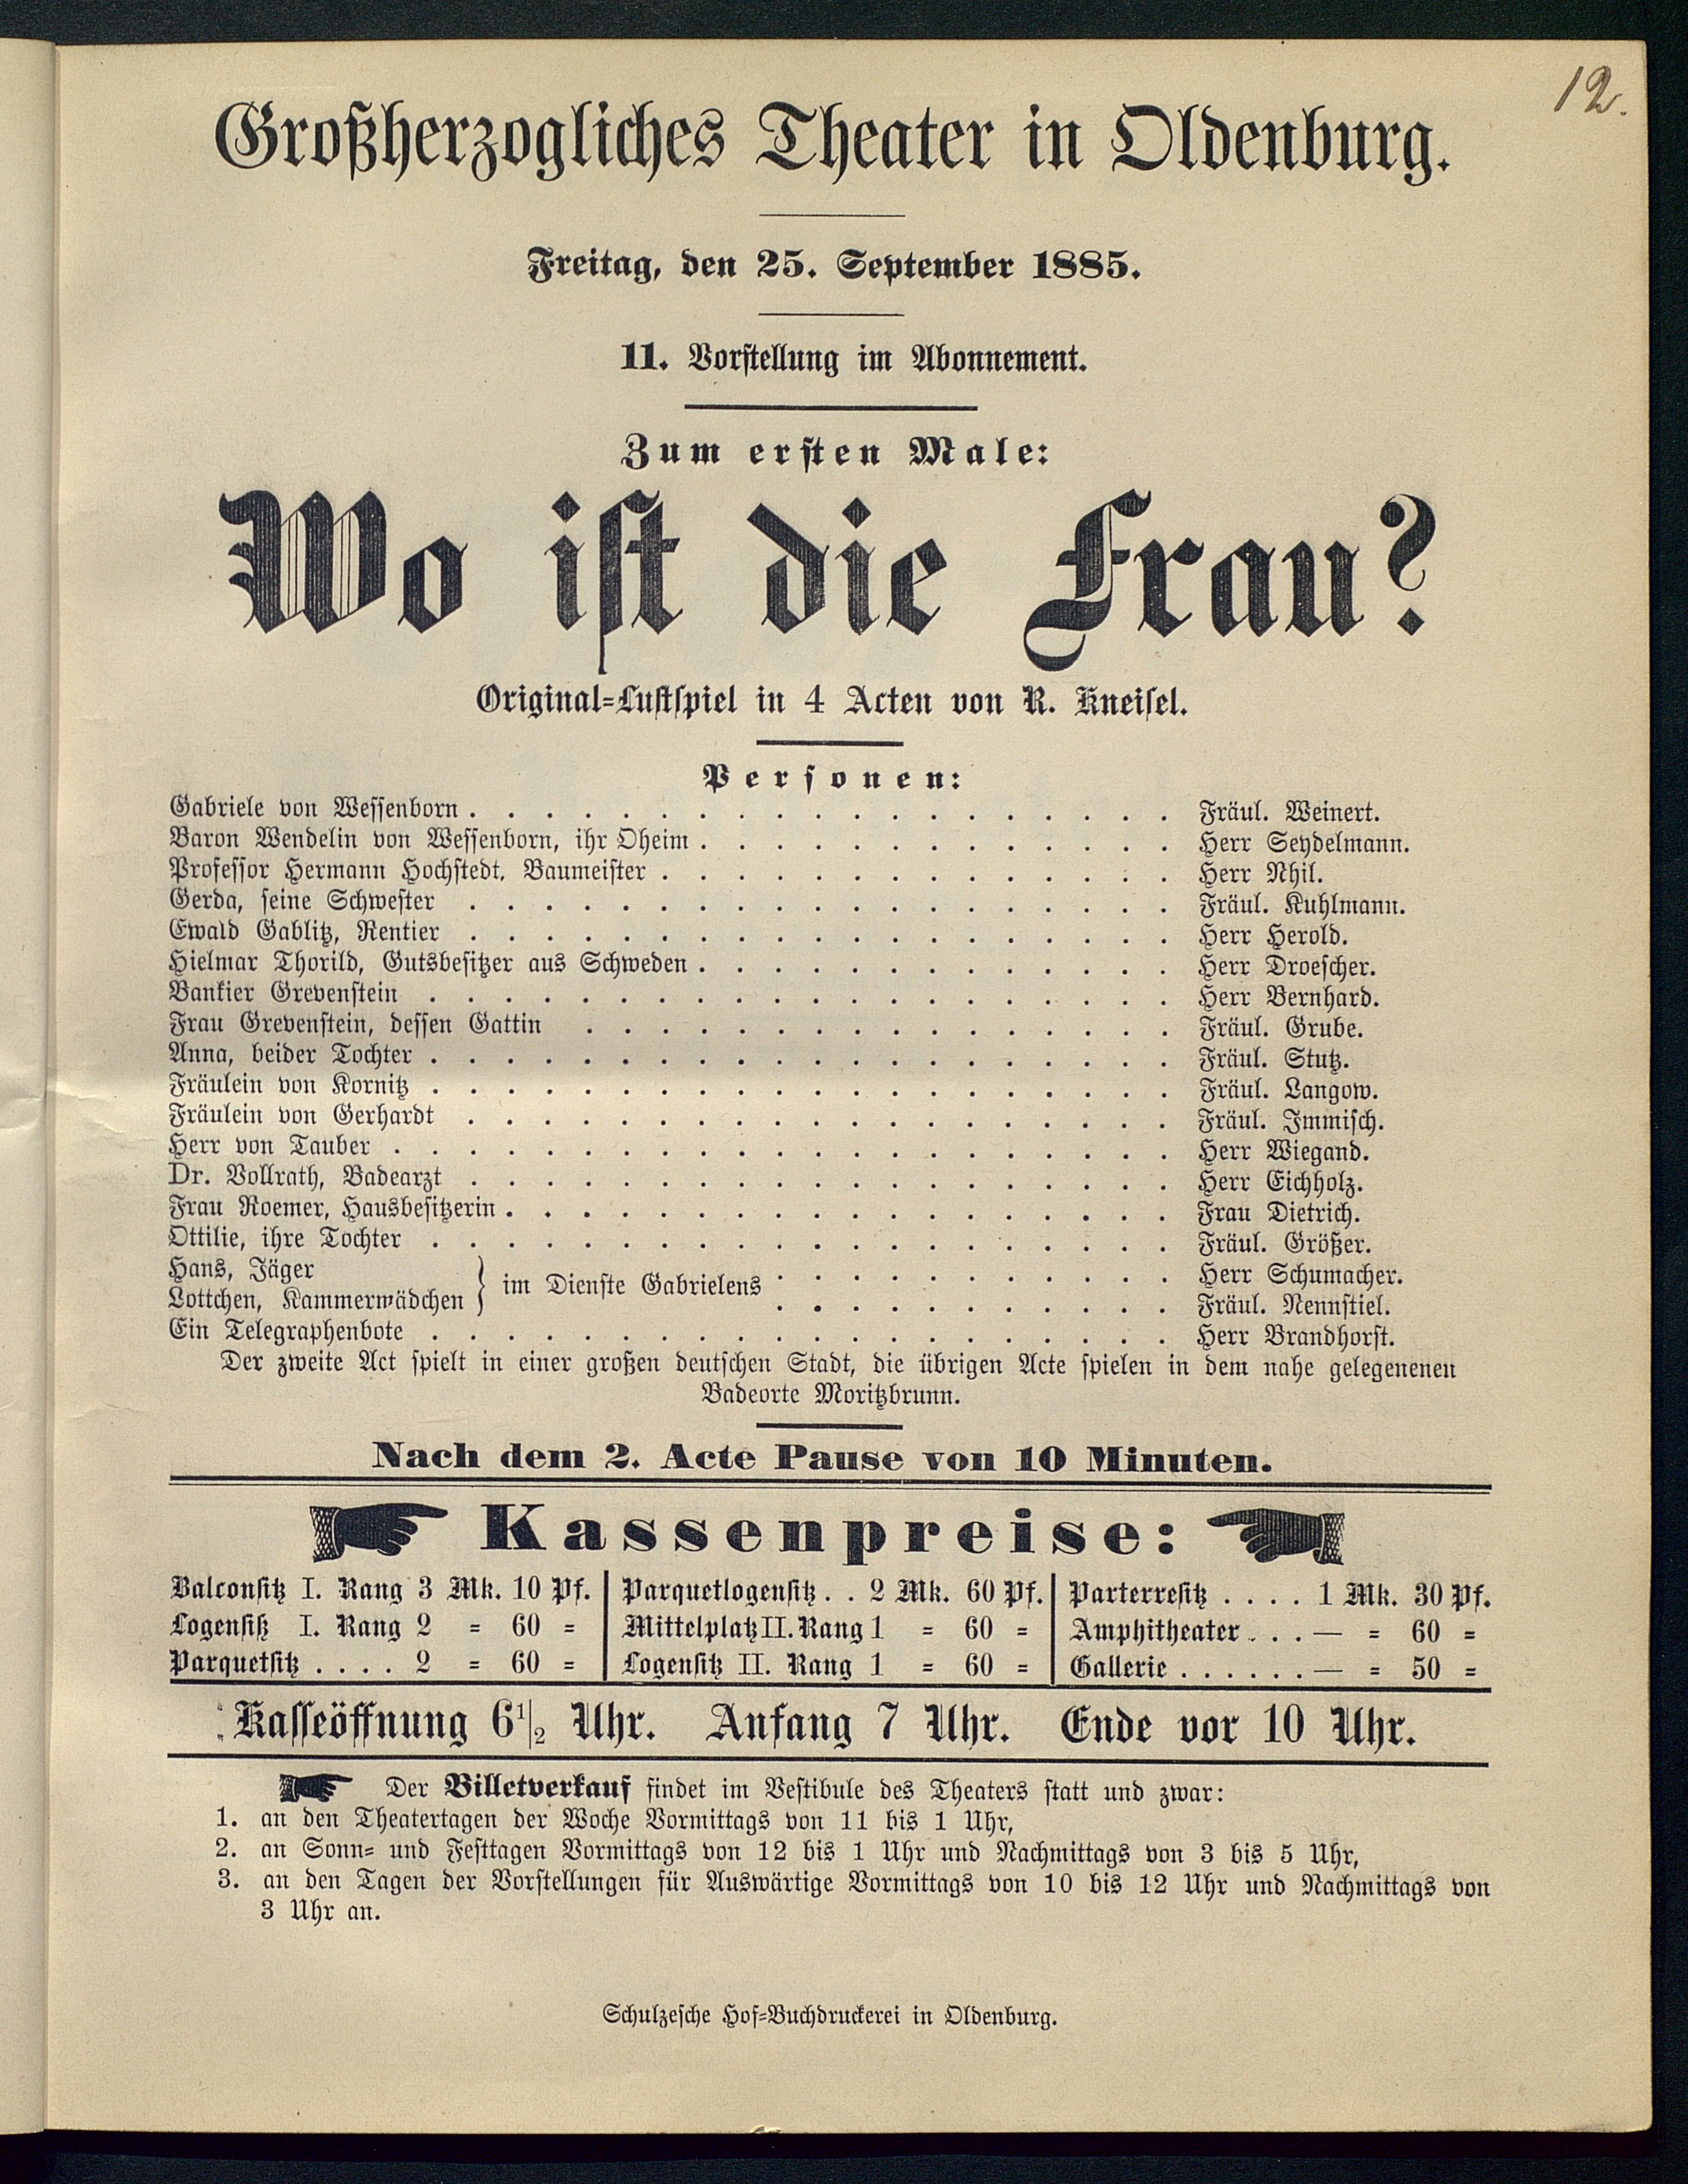 12.
Großherzogliches Theater in Oldenburg.
Freitag, den 25. September 1885.
11. Vorstellung im Abonnement.
Zum ersten Male:
Wo ist die Frau?
Original-Lustspiel in 4 Acten von R. Kneisel.
Personen:
Gabriele von Wessenborn . . . . . . . . . . . . . . . . . . . Fräul. Weinert.
Baron Wendelin von Wessenborn, ihr Oheim . . . . . . . . . . . . . Herr Seydelmann.
Professor Hermann Hochstedt, Baumeister . . . . . . . . . . . . . . Herr Nhil.
Gerda, seine Schwester . . . . . . . . . . . . . . . . . . . Fräul. Kuhlmann.
Ewald Gablitz, Rentier . . . . . . . . . . . . . . . . . . . Herr Herold.
Hielmar Thorild, Gutsbesitzer aus Schweden . . . . . . . . . . . . . Herr Droescher.
Bankier Grevenstein . . . . . . . . . . . . . . . . . . . . Herr Bernhard.
Frau Grevenstein, dessen Gattin . . . . . . . . . . . . . . . . Fräul. Grube.
Anna, beider Tochter . . . . . . . . . . . . . . . . . . . . Fräul. Stutz.
Fräulein von Kornitz . . . . . . . . . . . . . . . . . . . . Fräul. Langow.
Fräulein von Gerhardt . . . . . . . . . . . . . . . . . . . Fräul. Immisch.
Herr von Tauber . . . . . . . . . . . . . . . . . . . . . Herr Wiegand.
Dr. Vollrath, Badearzt . . . . . . . . . . . . . . . . . . . Herr Eichholz.
Frau Roemer, Hausbesitzerin . . . . . . . . . . . . . . . . . . Frau Dietrich.
Ottilie, ihre Tochter . . . . . . . . . . . . . . . . . . . . Fräul. Größer.
Hans, Jäger } im Dienste Gabrielens . . . . . . . . . . . Herr Schumacher.
Lottchen, Kammermädchen } . . . . . . . . . . . Fräul. Nennstiel.
Ein Telegraphenbote . . . . . . . . . . . . . . . . . . . . Herr Brandhorst.
Der zweite Act spielt in einer großen deutschen Stadt, die übrigen Acte spielen in dem nahe gelegenenen
Badeorte Moritzbrunn.
Nach dem 2. Acte Pause von 10 Minuten.
Kassenpreise:
Balconsitz I. Rang 3 Mk. 10 Pf. | Parquetlogensitz . . 2 Mk. 60 Pf. | Parterresitz . . . . 1 Mk. 30 Pf.
Logensitz I. Rang 2 = 60 = | Mittelplatz II. Rang 1 = 60 = | Amphitheater . . . — = 60 =
Parquetsitz . . . . 2 = 60 = | Logensitz II. Rang 1 = 60 = | Gallerie . . . . . . — = 50 =
Kasseöffnung 6 1/2 Uhr. Anfang 7 Uhr. Ende vor 10 Uhr.
Der Billetverkauf findet im Vestibule des Theaters statt und zwar:
1. an den Theatertagen der Woche Vormittags von 11 bis 1 Uhr,
2. an Sonn- und Festtagen Vormittags von 12 bis 1 Uhr und Nachmittags von 3 bis 5 Uhr,
3. an den Tagen der Vorstellungen für Auswärtige Vormittags von 10 bis 12 Uhr und Nachmittags von
3 Uhr an.
Schulzesche Hof-Buchdruckerei in Oldenburg.